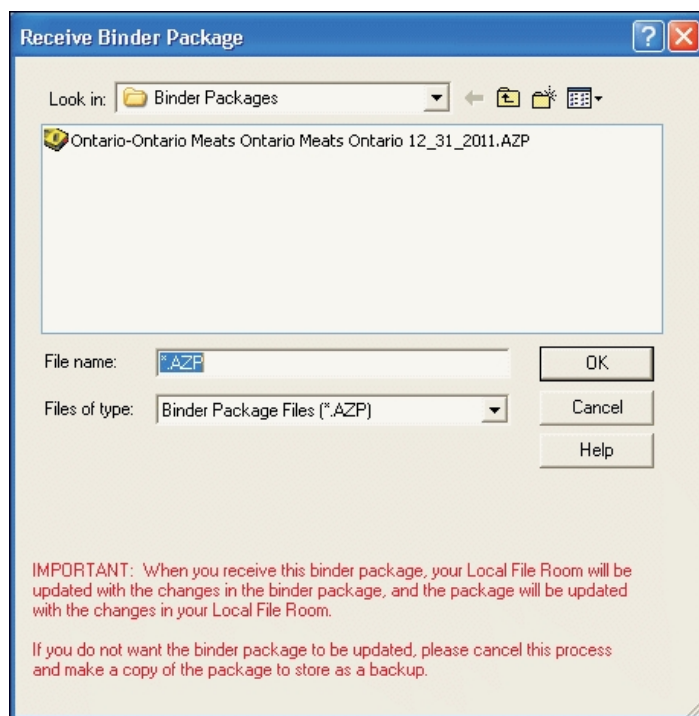 Receive Binder Package
Look in: Binder Packages
Ontario-Ontario Meats Ontario Meats Ontario 12_31_2011.AZP
File name: *.AZP OK
Files of type: Binder Package Files (*.AZP) Cancel
Help
IMPORTANT: When you receive this binder package, your Local File Room will be
updated with the changes in the binder package, and the package will be updated
with the changes in your Local File Room.
If you do not want the binder package to be updated, please cancel this process
and make a copy of the package to store as a backup.